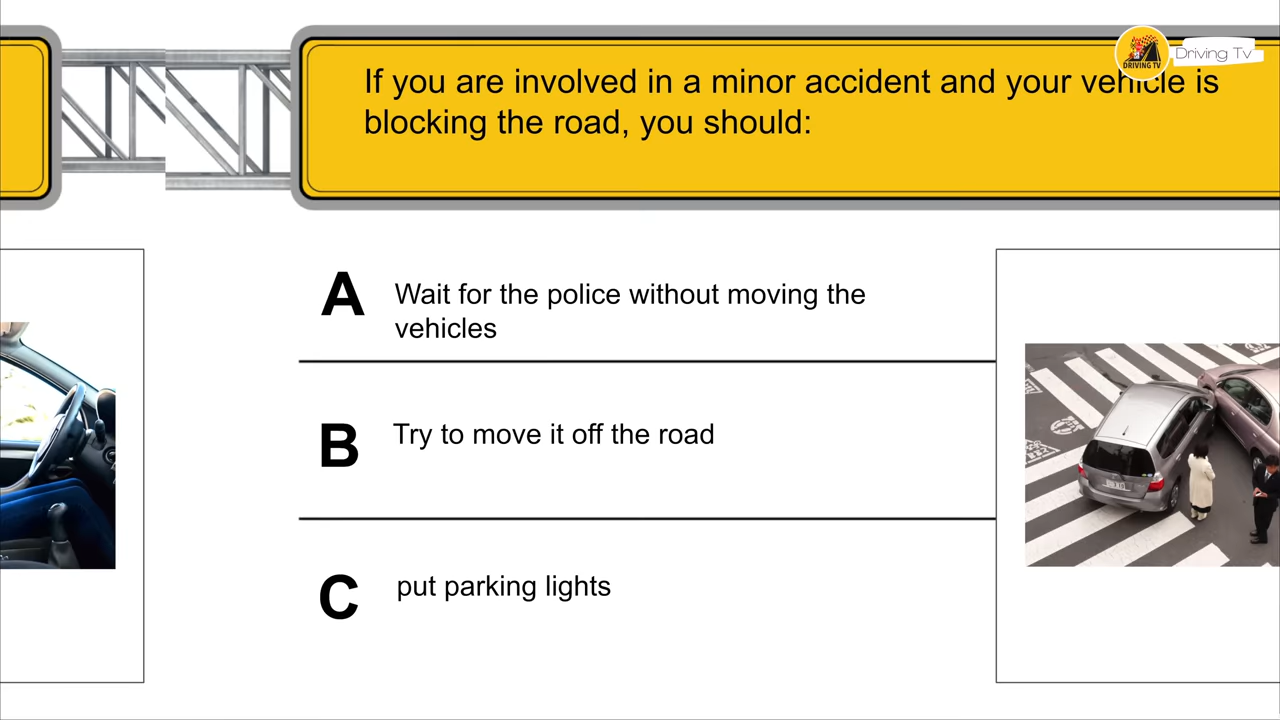 If you are involved in a minor accident and your vehicle is
blocking the road, you should:
DRIVING TV
Driving Tv
A
Wait for the police without moving the
vehicles
B
Try to move it off the road
C
put parking lights